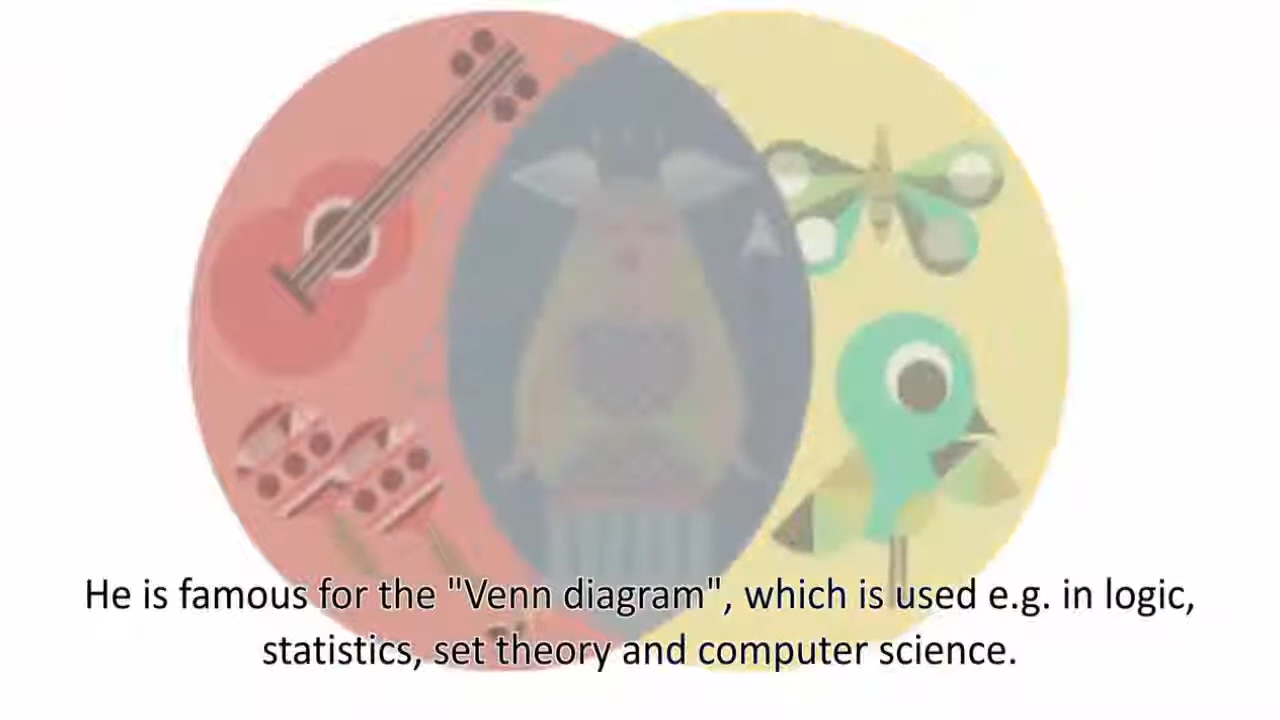 He is famous for the "Venn diagram", which is used e.g. in logic,
statistics, set theory and computer science.